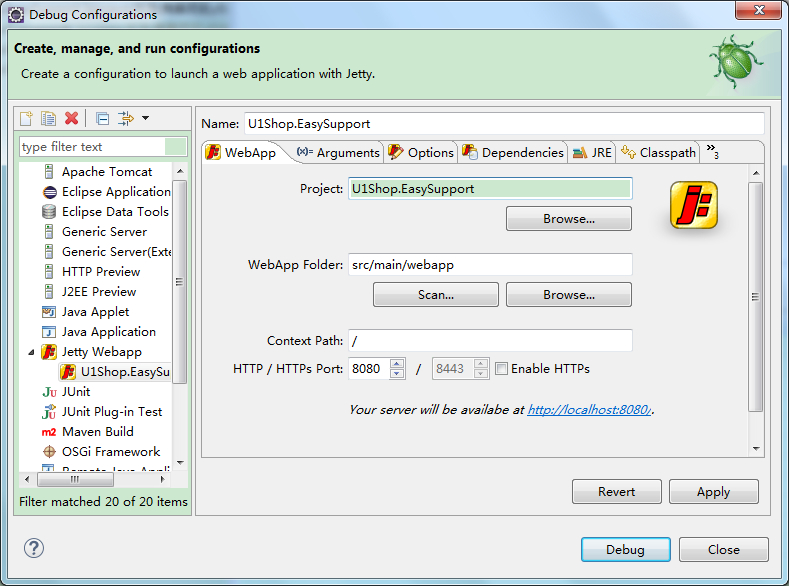 Debug Configurations
Create, manage, and run configurations
Create a configuration to launch a web application with Jetty.
type filter text
Apache Tomcat
Eclipse Application
Eclipse Data Tools
Generic Server
Generic Server(Exte
HTTP Preview
J2EE Preview
Java Applet
Java Application
Jetty Webapp
U1Shop.EasySu
JUnit
JUnit Plug-in Test
Maven Build
OSGi Framework
Remote Java Appli
Filter matched 20 of 20 items
Name: U1Shop.EasySupport
WebApp (x)= Arguments Options Dependencies JRE Classpath »3
Project: U1Shop.EasySupport
Browse...
WebApp Folder: src/main/webapp
Scan... Browse...
Context Path: /
HTTP / HTTPs Port: 8080 / 8443 Enable HTTPs
Your server will be availabe at http://localhost:8080/.
Revert Apply
Debug Close